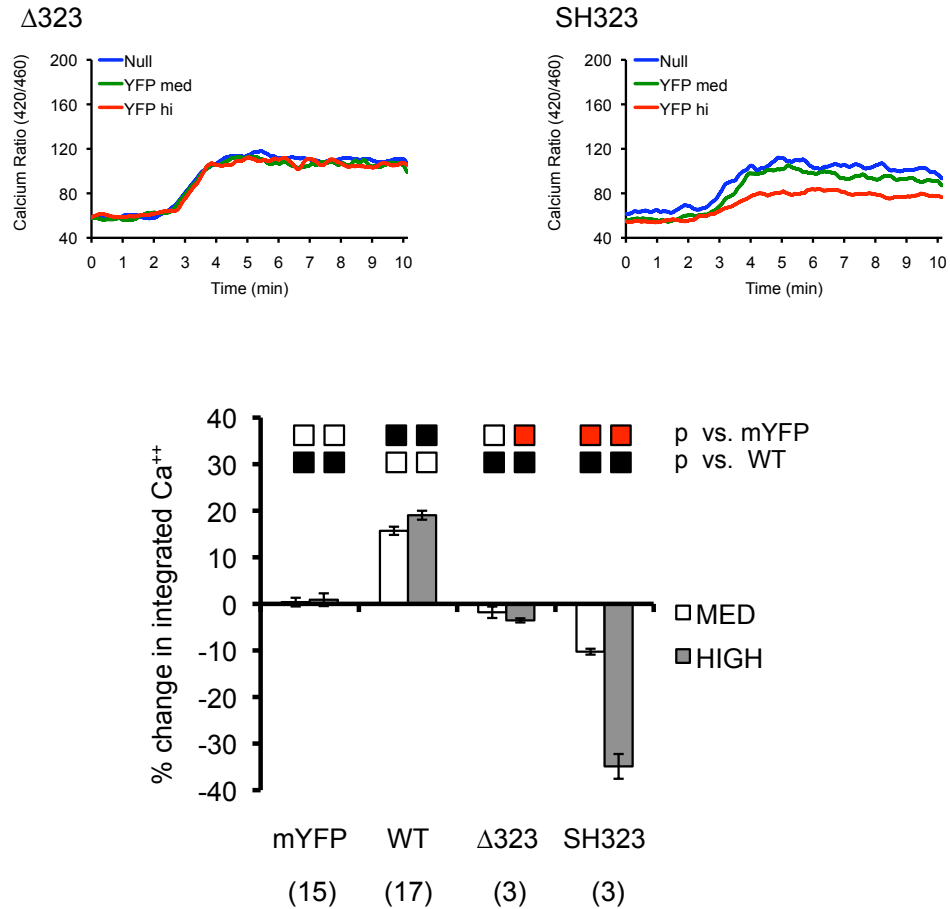 Δ323
200
160
120
80
40
Calcium Ratio (420/460)
Null
YFP med
YFP hi
0 1 2 3 4 5 6 7 8 9 10
Time (min)
SH323
200
160
120
80
40
Calcium Ratio (420/460)
Null
YFP med
YFP hi
0 1 2 3 4 5 6 7 8 9 10
Time (min)
% change in integrated Ca⁺⁺
40
30
20
10
0
-10
-20
-30
-40
p vs. mYFP
p vs. WT
MED
HIGH
mYFP WT Δ323 SH323
(15) (17) (3) (3)